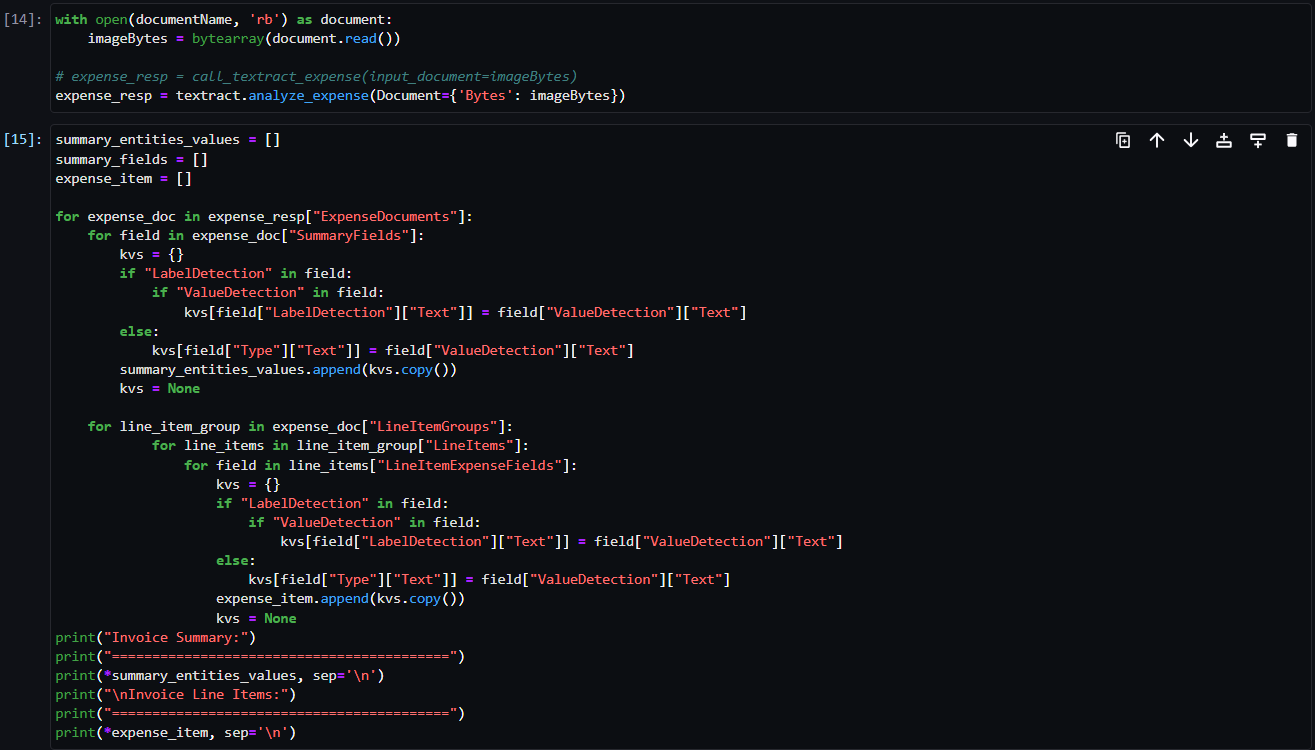 [14]: with open(documentName, 'rb') as document:
    imageBytes = bytearray(document.read())

# expense_resp = call_textract_expense(input_document=imageBytes)
expense_resp = textract.analyze_expense(Document={'Bytes': imageBytes})
[15]: summary_entities_values = []
summary_fields = []
expense_item = []

for expense_doc in expense_resp["ExpenseDocuments"]:
    for field in expense_doc["SummaryFields"]:
        kvs = {}
        if "LabelDetection" in field:
            if "ValueDetection" in field:
                kvs[field["LabelDetection"]["Text"]] = field["ValueDetection"]["Text"]
        else:
            kvs[field["Type"]["Text"]] = field["ValueDetection"]["Text"]
        summary_entities_values.append(kvs.copy())
        kvs = None

    for line_item_group in expense_doc["LineItemGroups"]:
            for line_items in line_item_group["LineItems"]:
                for field in line_items["LineItemExpenseFields"]:
                    kvs = {}
                    if "LabelDetection" in field:
                        if "ValueDetection" in field:
                            kvs[field["LabelDetection"]["Text"]] = field["ValueDetection"]["Text"]
                    else:
                        kvs[field["Type"]["Text"]] = field["ValueDetection"]["Text"]
                    expense_item.append(kvs.copy())
                    kvs = None
print("Invoice Summary:")
print("==========================================")
print(*summary_entities_values, sep='\n')
print("\nInvoice Line Items:")
print("==========================================")
print(*expense_item, sep='\n')